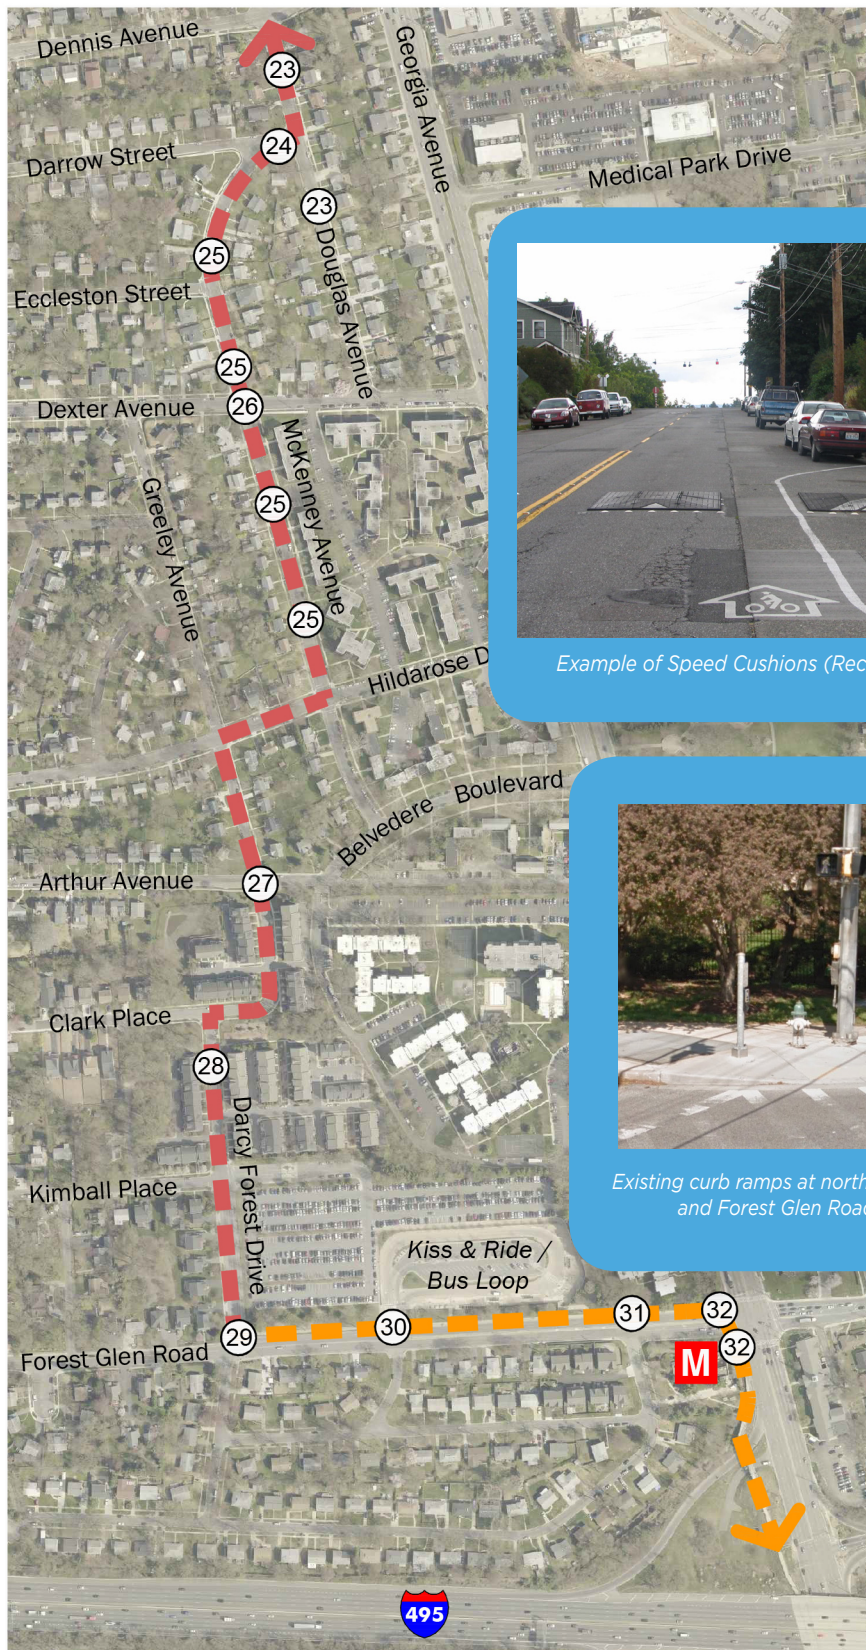 Dennis Avenue
Georgia Avenue
23
24
Darrow Street
Medical Park Drive
23
Douglas Avenue
25
Eccleston Street
25
Dexter Avenue
26
McKenney Avenue
Greeley Avenue
25
25
Hildarose D
Example of Speed Cushions (Rec
Belvedere Boulevard
Arthur Avenue
27
Clark Place
28
Darcy Forest Drive
Kimball Place
Existing curb ramps at north
and Forest Glen Road
Kiss & Ride /
Bus Loop
29
30
31
32
32
M
Forest Glen Road
495